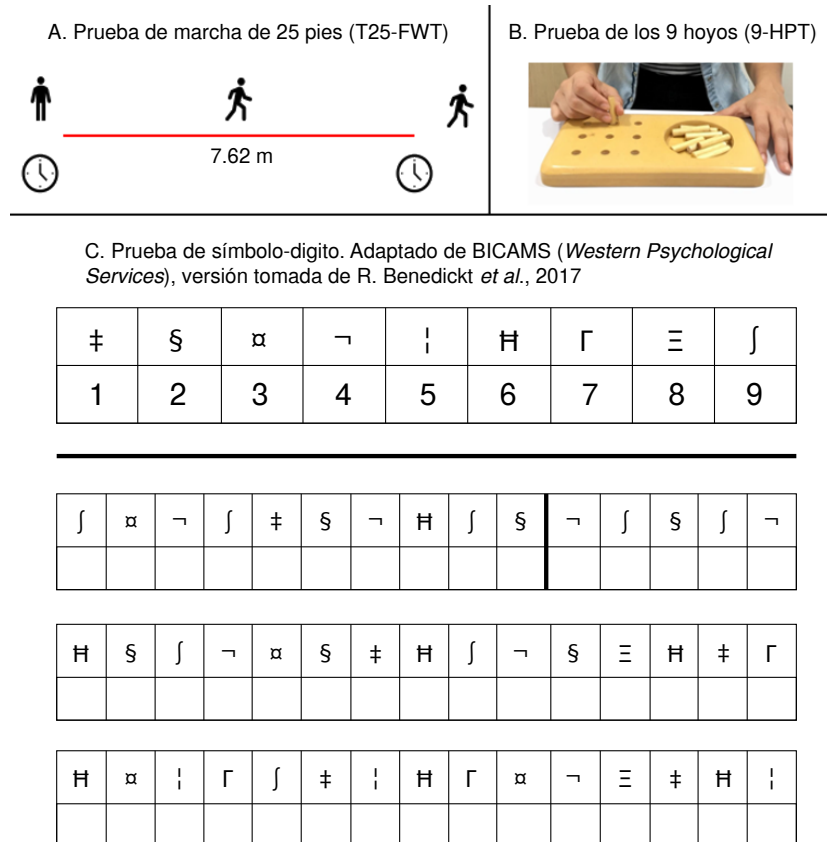 A. Prueba de marcha de 25 pies (T25-FWT)
7.62 m
B. Prueba de los 9 hoyos (9-HPT)
C. Prueba de símbolo-digito. Adaptado de BICAMS (Western Psychological
Services), versión tomada de R. Benedickt et al., 2017
‡ § ¤ ¬ ¦ Ħ Γ Ξ ∫
1 2 3 4 5 6 7 8 9
∫ ¤ ¬ ∫ ‡ § ¬ Ħ ∫ § ¬ ∫ § ∫ ¬
Ħ § ∫ ¬ ¤ § ‡ Ħ ∫ ¬ § Ξ Ħ ‡ Γ
Ħ ¤ ¦ Γ ∫ ‡ ¦ Ħ Γ ¤ ¬ Ξ ‡ Ħ ¦